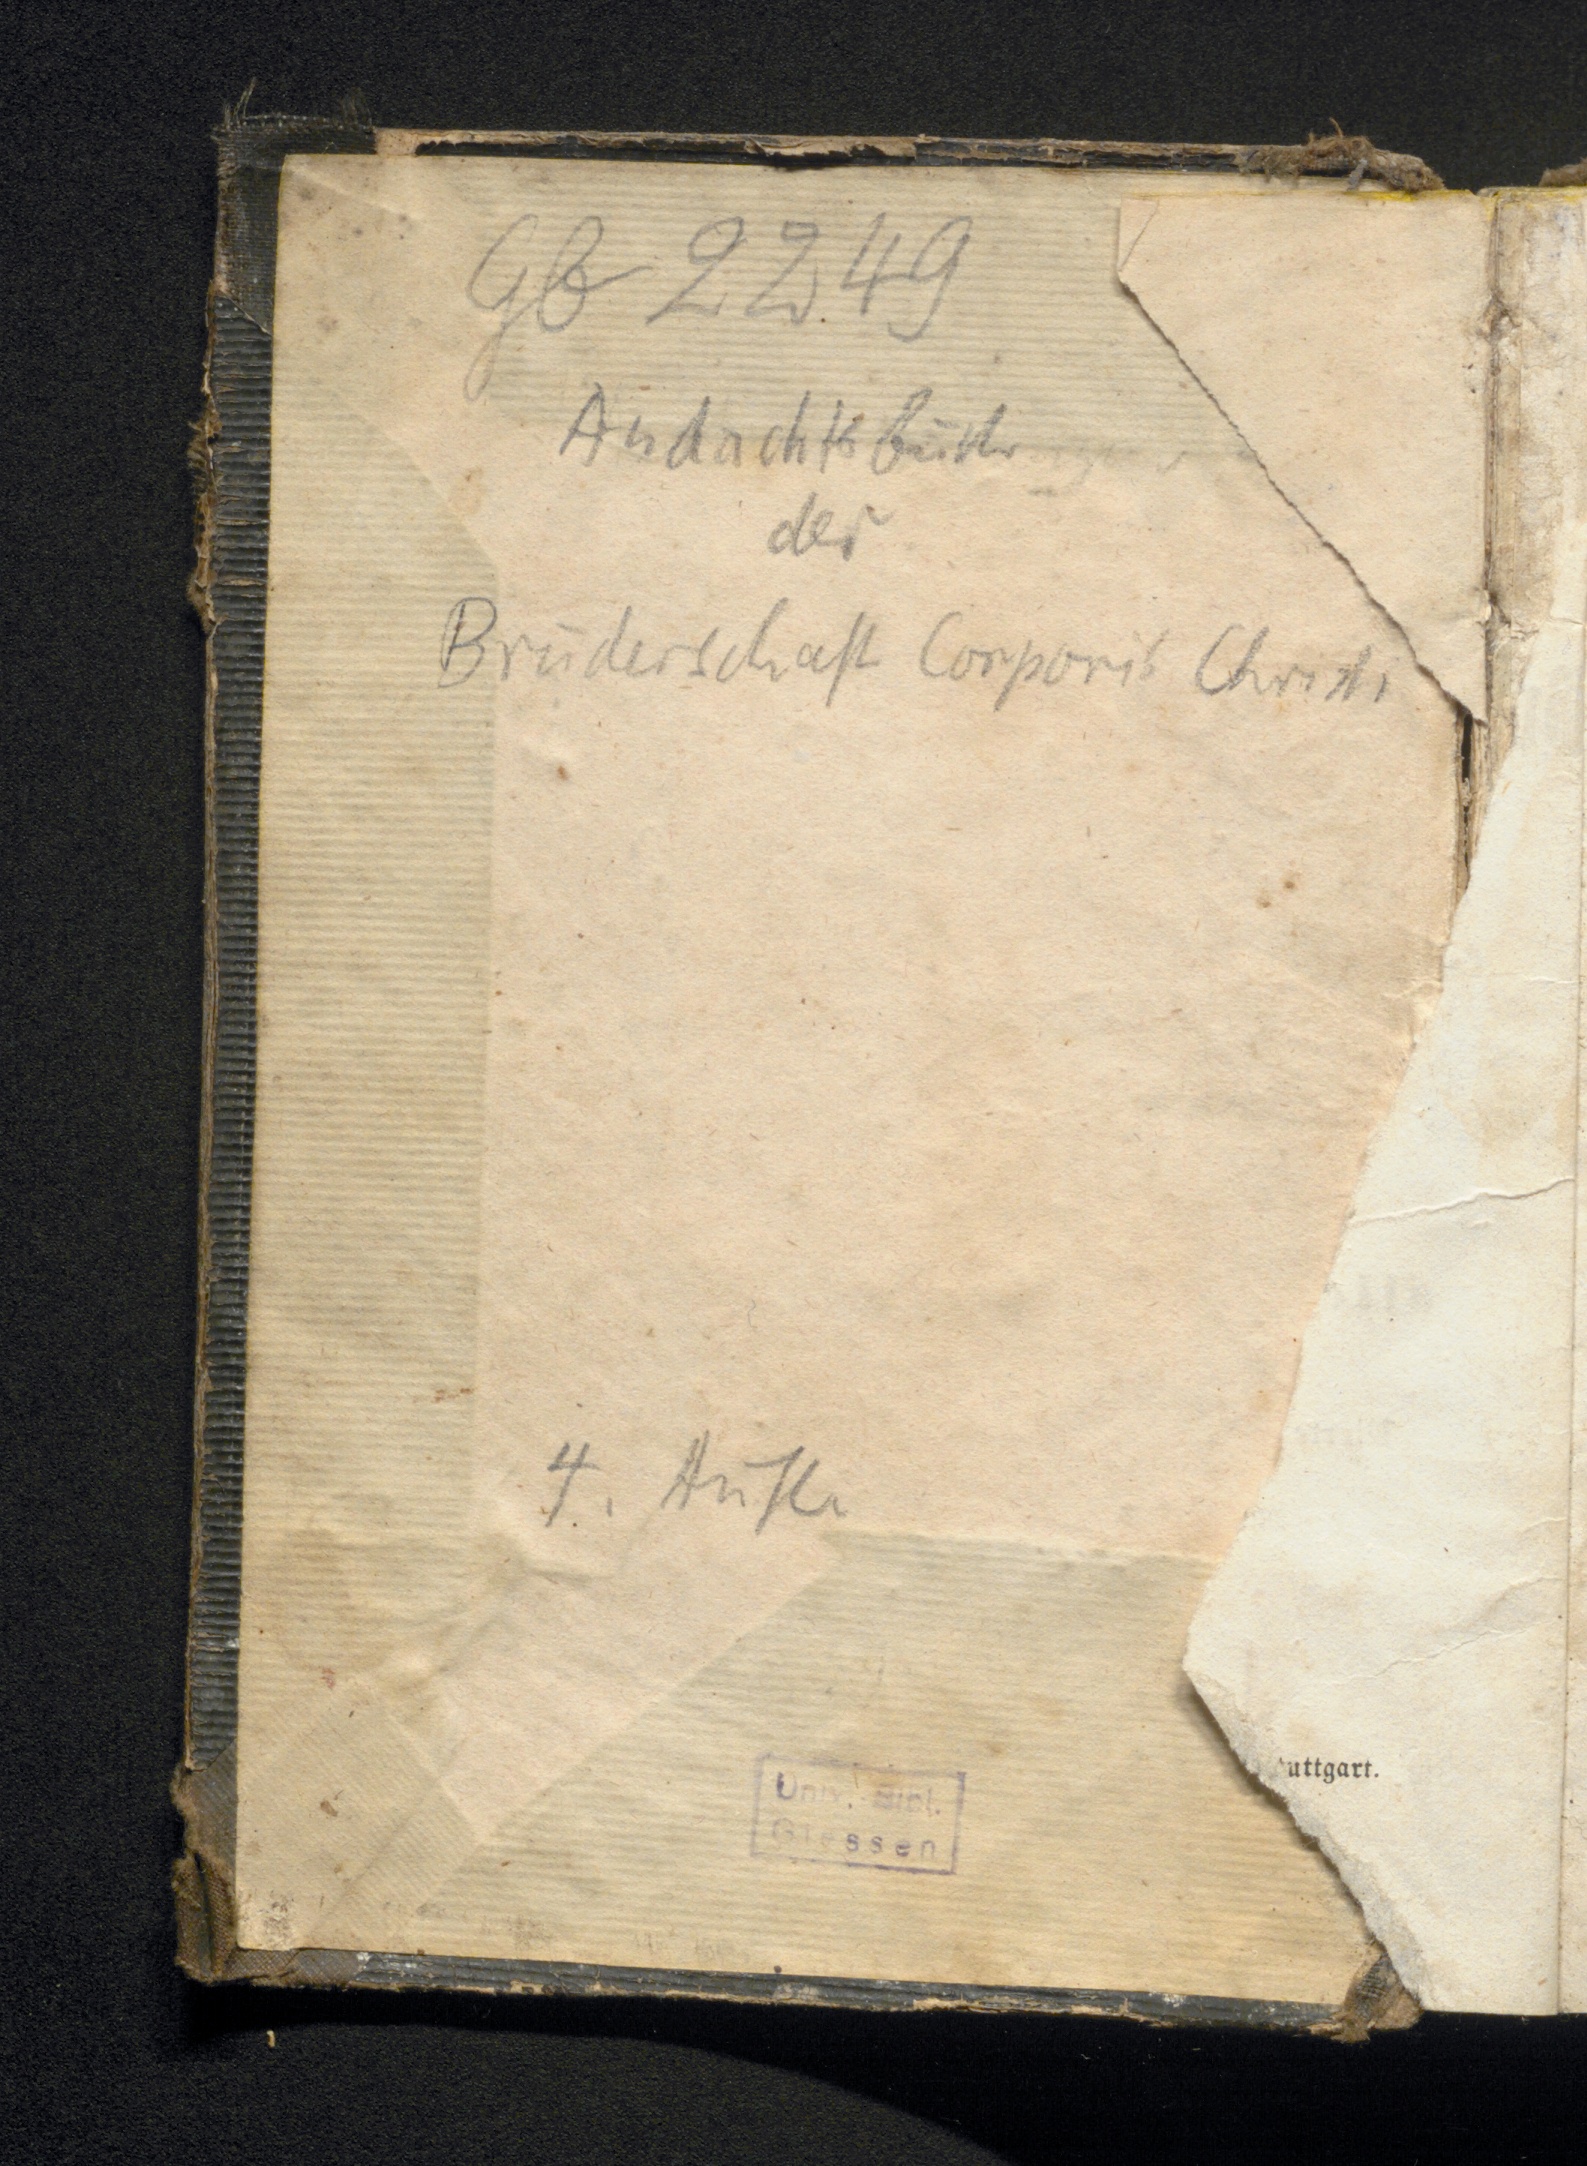 Gb 2249
Andachtsbuch
der
Bruderschaft Corporis Christi
4. Aufl.
Univ.-Bibl.
Giessen
uttgart.